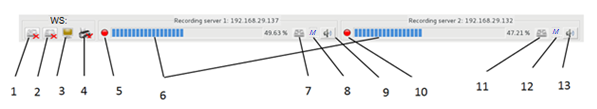 WS:
Recording server 1: 192.168.29.137
Recording server 2: 192.168.29.132
49.63 % M
47.21 % M
1 2 3 4 5 6 7 8 9 10 11 12 13